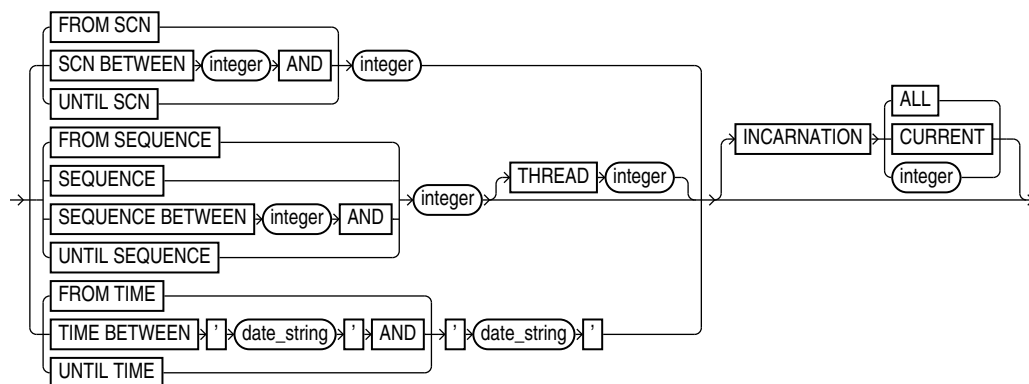 FROM SCN
SCN BETWEEN integer AND integer
UNTIL SCN
FROM SEQUENCE
SEQUENCE
SEQUENCE BETWEEN integer AND
UNTIL SEQUENCE
integer THREAD integer
FROM TIME
TIME BETWEEN ’ date_string ’ AND ’ date_string ’
UNTIL TIME
INCARNATION
ALL
CURRENT
integer